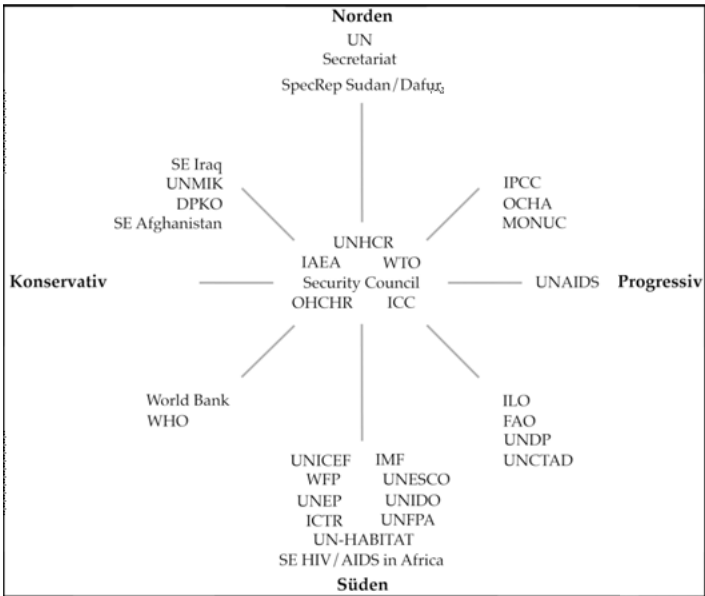 Norden
UN
Secretariat
SpecRep Sudan/Dafur
SE Iraq
UNMIK
DPKO
SE Afghanistan
IPCC
OCHA
MONUC
UNHCR
IAEA WTO
Security Council
OHCHR ICC
Konservativ
UNAIDS Progressiv
World Bank
WHO
ILO
FAO
UNDP
UNCTAD
UNICEF IMF
WFP UNESCO
UNEP UNIDO
ICTR UNFPA
UN-HABITAT
SE HIV/AIDS in Africa
Süden